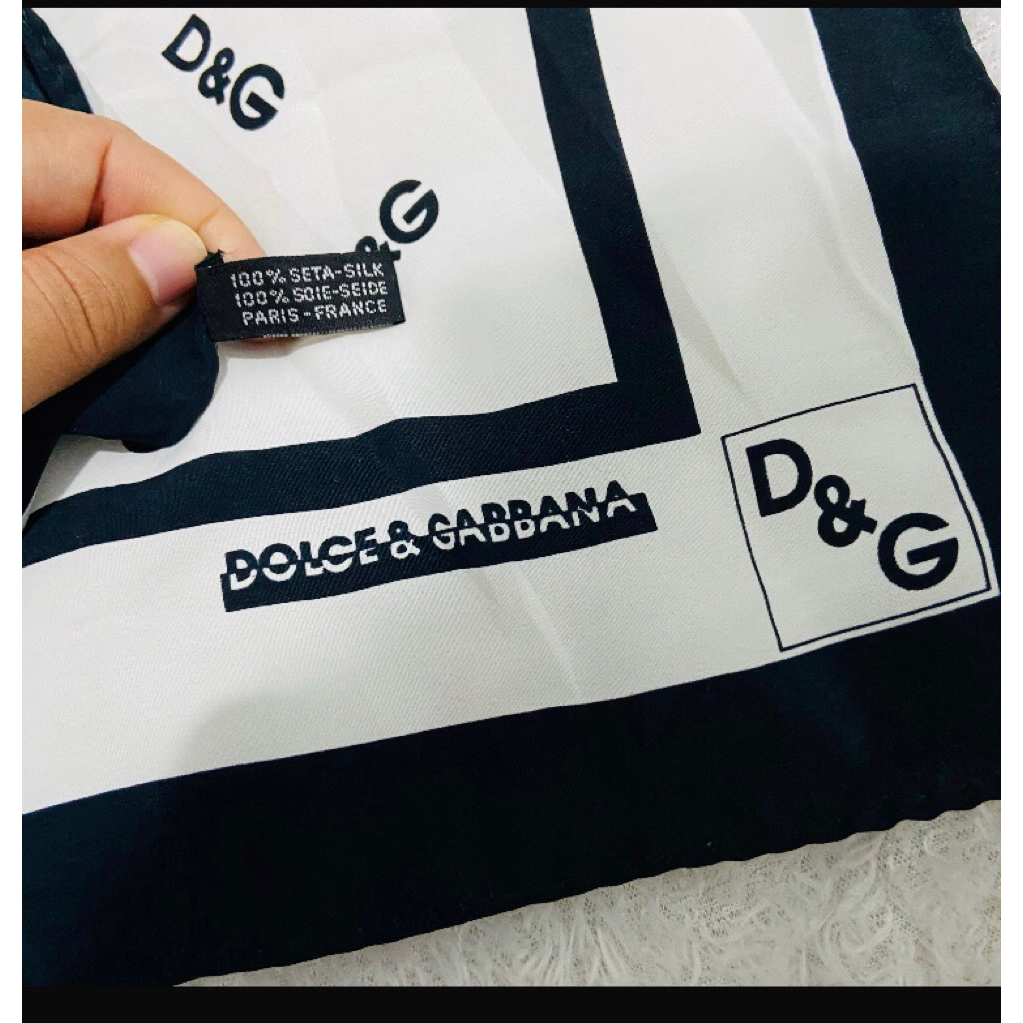 D&G
&G
100% SETA-SILK
100% SOIE-SEIDE
PARIS - FRANCE
DOLCE & GABBANA
D&G